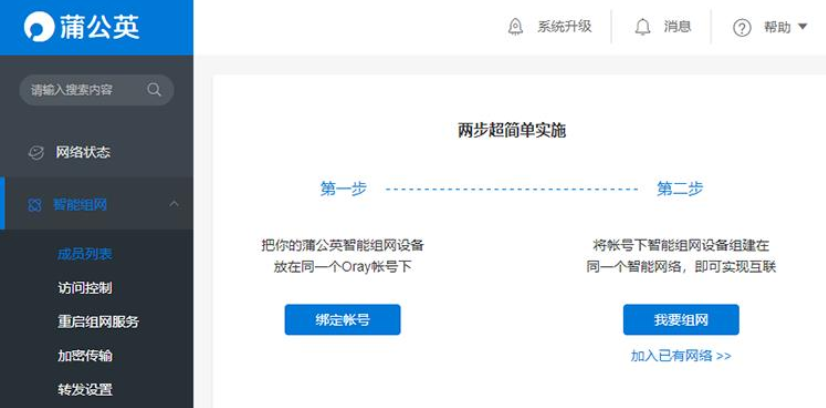 蒲公英
系统升级
消息
帮助
请输入搜索内容
网络状态
智能组网
成员列表
访问控制
重启组网服务
加密传输
转发设置
两步超简单实施
第一步
第二步
把你的蒲公英智能组网设备
放在同一个Oray帐号下
绑定帐号
将帐号下智能组网设备组建在
同一个智能网络，即可实现互联
我要组网
加入已有网络 >>